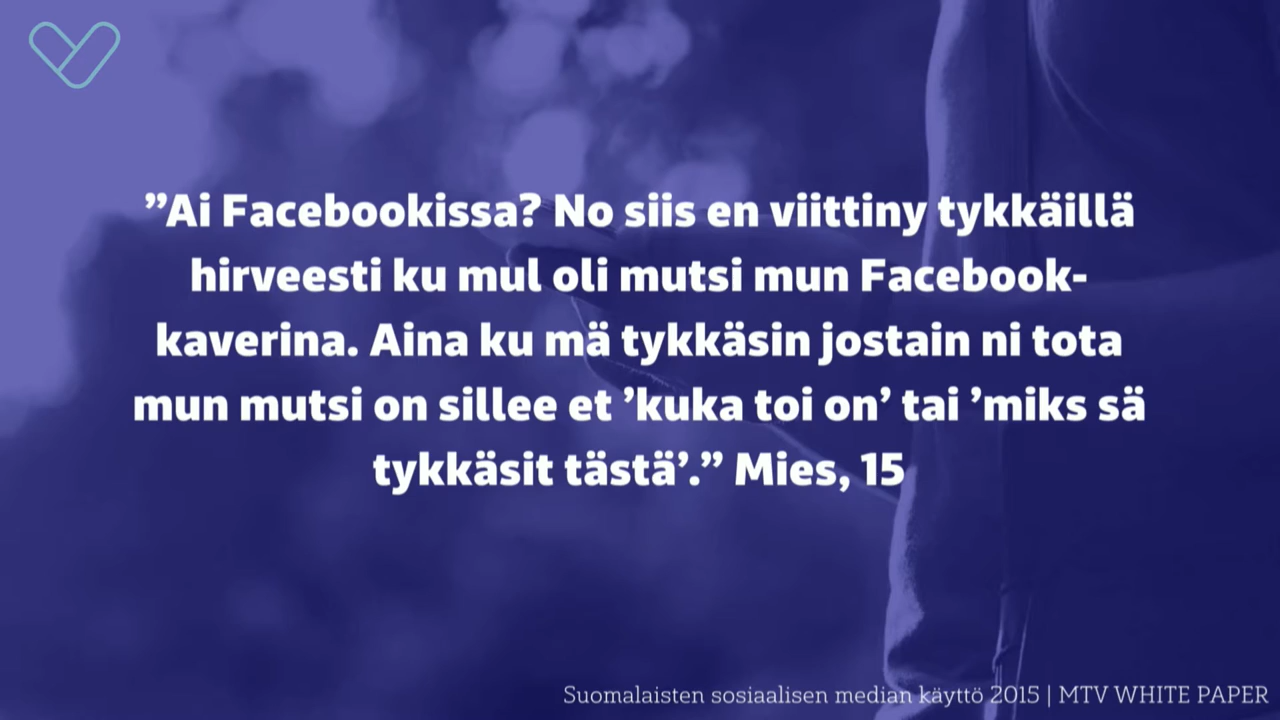 ”Ai Facebookissa? No siis en viittiny tykkäillä
hirveesti ku mul oli mutsi mun Facebook-
kaverina. Aina ku mä tykkäsin jostain ni tota
mun mutsi on sillee et ’kuka toi on’ tai ’miks sä
tykkäsit tästä’.” Mies, 15
Suomalaisten sosiaalisen median käyttö 2015 | MTV WHITE PAPER